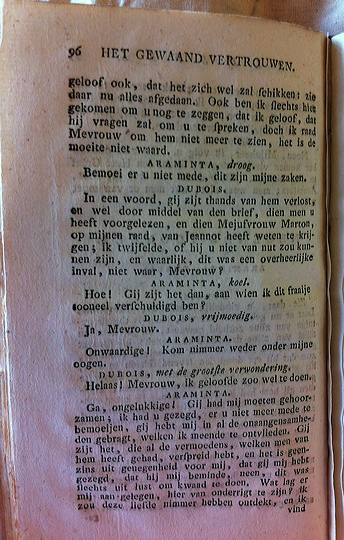 96 HET GEWAAND VERTROUWEN.
geloof ook, dat het zich wel zal schikken: zie
daar nu alles afgedaan. Ook ben ik slechts hier
gekomen om u nog te zeggen, dat ik geloof, dat
hij vragen zal om u te spreken, doch ik raad
Mevrouw om hem niet meer te zien, het is de
moeite niet waard.
ARAMINTA, droog.
Bemoei er u niet mede, dit zijn mijne zaken.
DUBOIS.
In een woord, gij zijt thands van hem verlost,
en wel door middel van den brief, dien men u
heeft voorgelezen, en dien Mejufvrouw Marton,
op mijnen raad, van Jennot heeft weten te krij-
gen; ik twijfelde, of hij u niet van nut zou kun-
nen zijn, en waarlijk, dit was een overheerlijke
inval, niet waar, Mevrouw?
ARAMINTA, koel.
Hoe! Gij zijt het dan, aan wien ik dit fraaije
tooneel verschuldigd ben?
DUBOIS, vrijmoedig.
Ja, Mevrouw.
ARAMINTA.
Onwaardige! Kom nimmer weder onder mijne
oogen.
DUBOIS, met de grootste verwondering.
Helaas! Mevrouw, ik geloofde zoo wel te doen.
ARAMINTA.
Ga, ongelukkige! Gij had mij moeten gehoor-
zamen; ik had u gezegd, er u niet meer mede te
bemoeijen, gij hebt mij in al de onaangenaamhe-
den gebragt, welken ik meende te ontvlieden. Gij
zijt het, die al de vermoedens, welken men van
hem heeft gehad, verspreid hebt, en het is geen-
zins uit genegenheid voor mij, dat gij mij hebt
gezegd, dat hij mij beminde, neen, dit was
slechts uit lust om kwaad te doen. Wat lag er
mij aan gelegen, hier van onderrigt te zijn? ik
zou deze liefde nimmer hebben ontdekt, en ik
vind